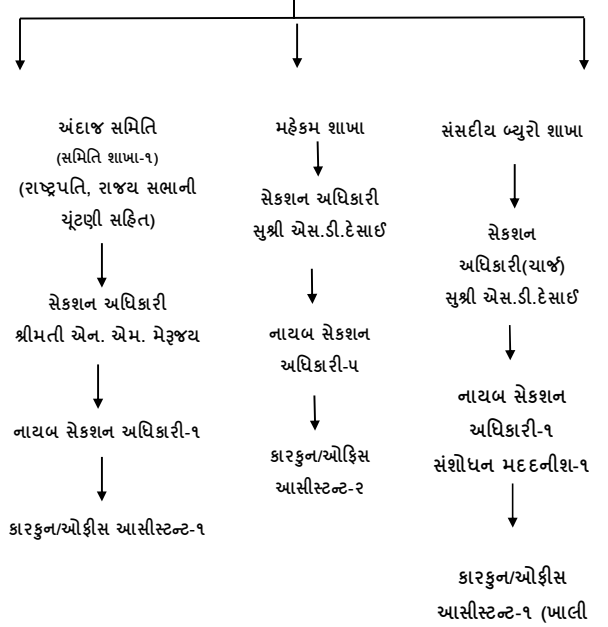 અંદાજ સમિતિ
(સમિતિ શાખા-૧)
(રાષ્ટ્રપતિ, રાજય સભાની
ચૂંટણી સહિત)
સેકશન અધિકારી
શ્રીમતી એન. એમ. મેરૂજય
નાયબ સેકશન અધિકારી-૧
કારકુન/ઓફીસ આસીસ્ટન્ટ-૧
મહેકમ શાખા
સેકશન અધિકારી
સુશ્રી એસ.ડી.દેસાઈ
નાયબ સેકશન
અધિકારી-૫
કારકુન/ઓફિસ
આસીસ્ટન્ટ-૨
સંસદીય બ્યુરો શાખા
સેકશન
અધિકારી(ચાર્જ)
સુશ્રી એસ.ડી.દેસાઈ
નાયબ સેકશન
અધિકારી-૧
સંશોધન મદદનીશ-૧
કારકુન/ઓફીસ
આસીસ્ટન્ટ-૧ (ખાલી